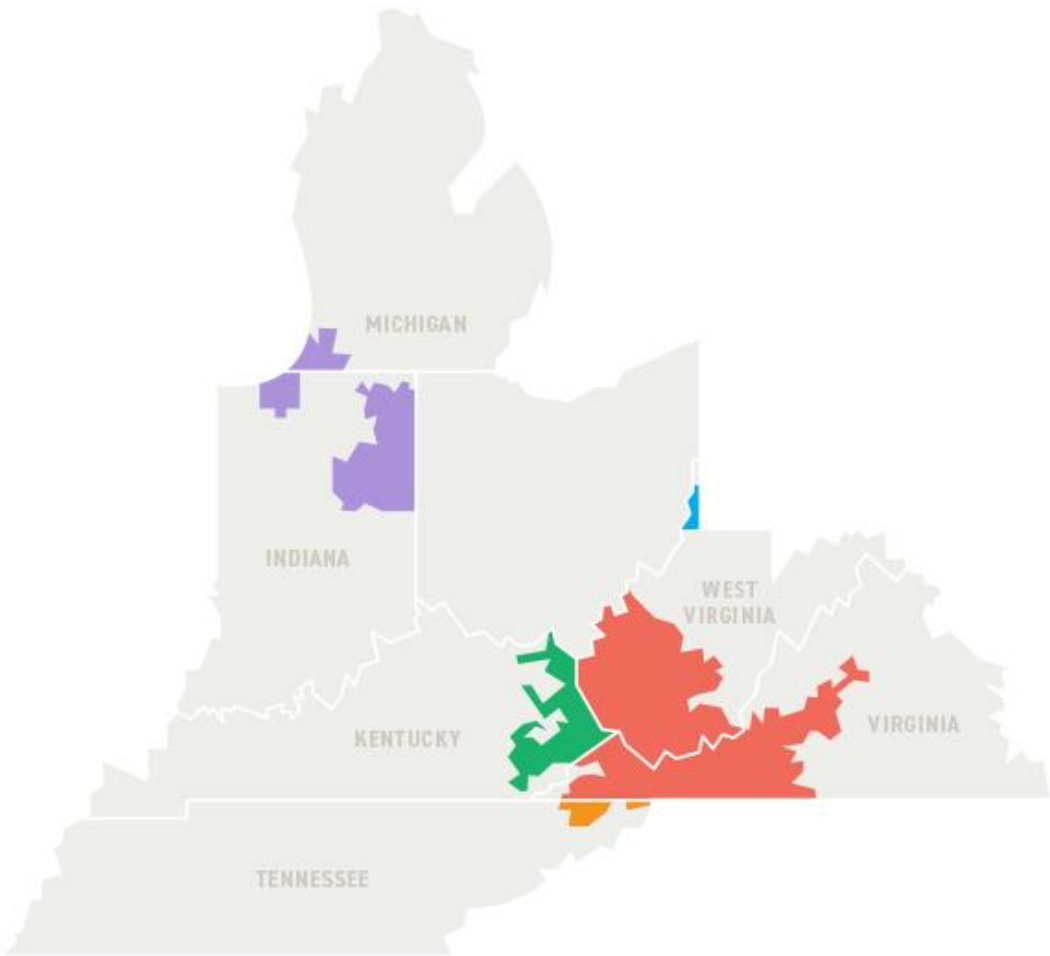 MICHIGAN
INDIANA
WEST
VIRGINIA
KENTUCKY
VIRGINIA
TENNESSEE